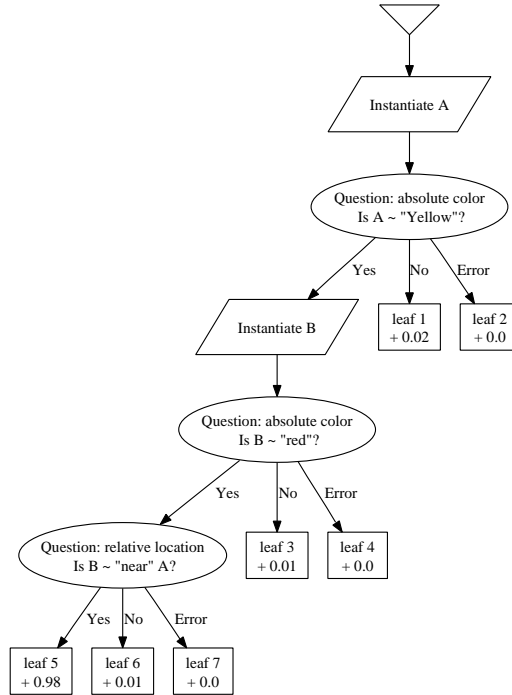 Instantiate A
Question: absolute color
Is A ~ "Yellow"?
Yes
No
Error
Instantiate B
leaf 1
+ 0.02
leaf 2
+ 0.0
Question: absolute color
Is B ~ "red"?
Yes
No
Error
Question: relative location
Is B ~ "near" A?
leaf 3
+ 0.01
leaf 4
+ 0.0
Yes
No
Error
leaf 5
+ 0.98
leaf 6
+ 0.01
leaf 7
+ 0.0